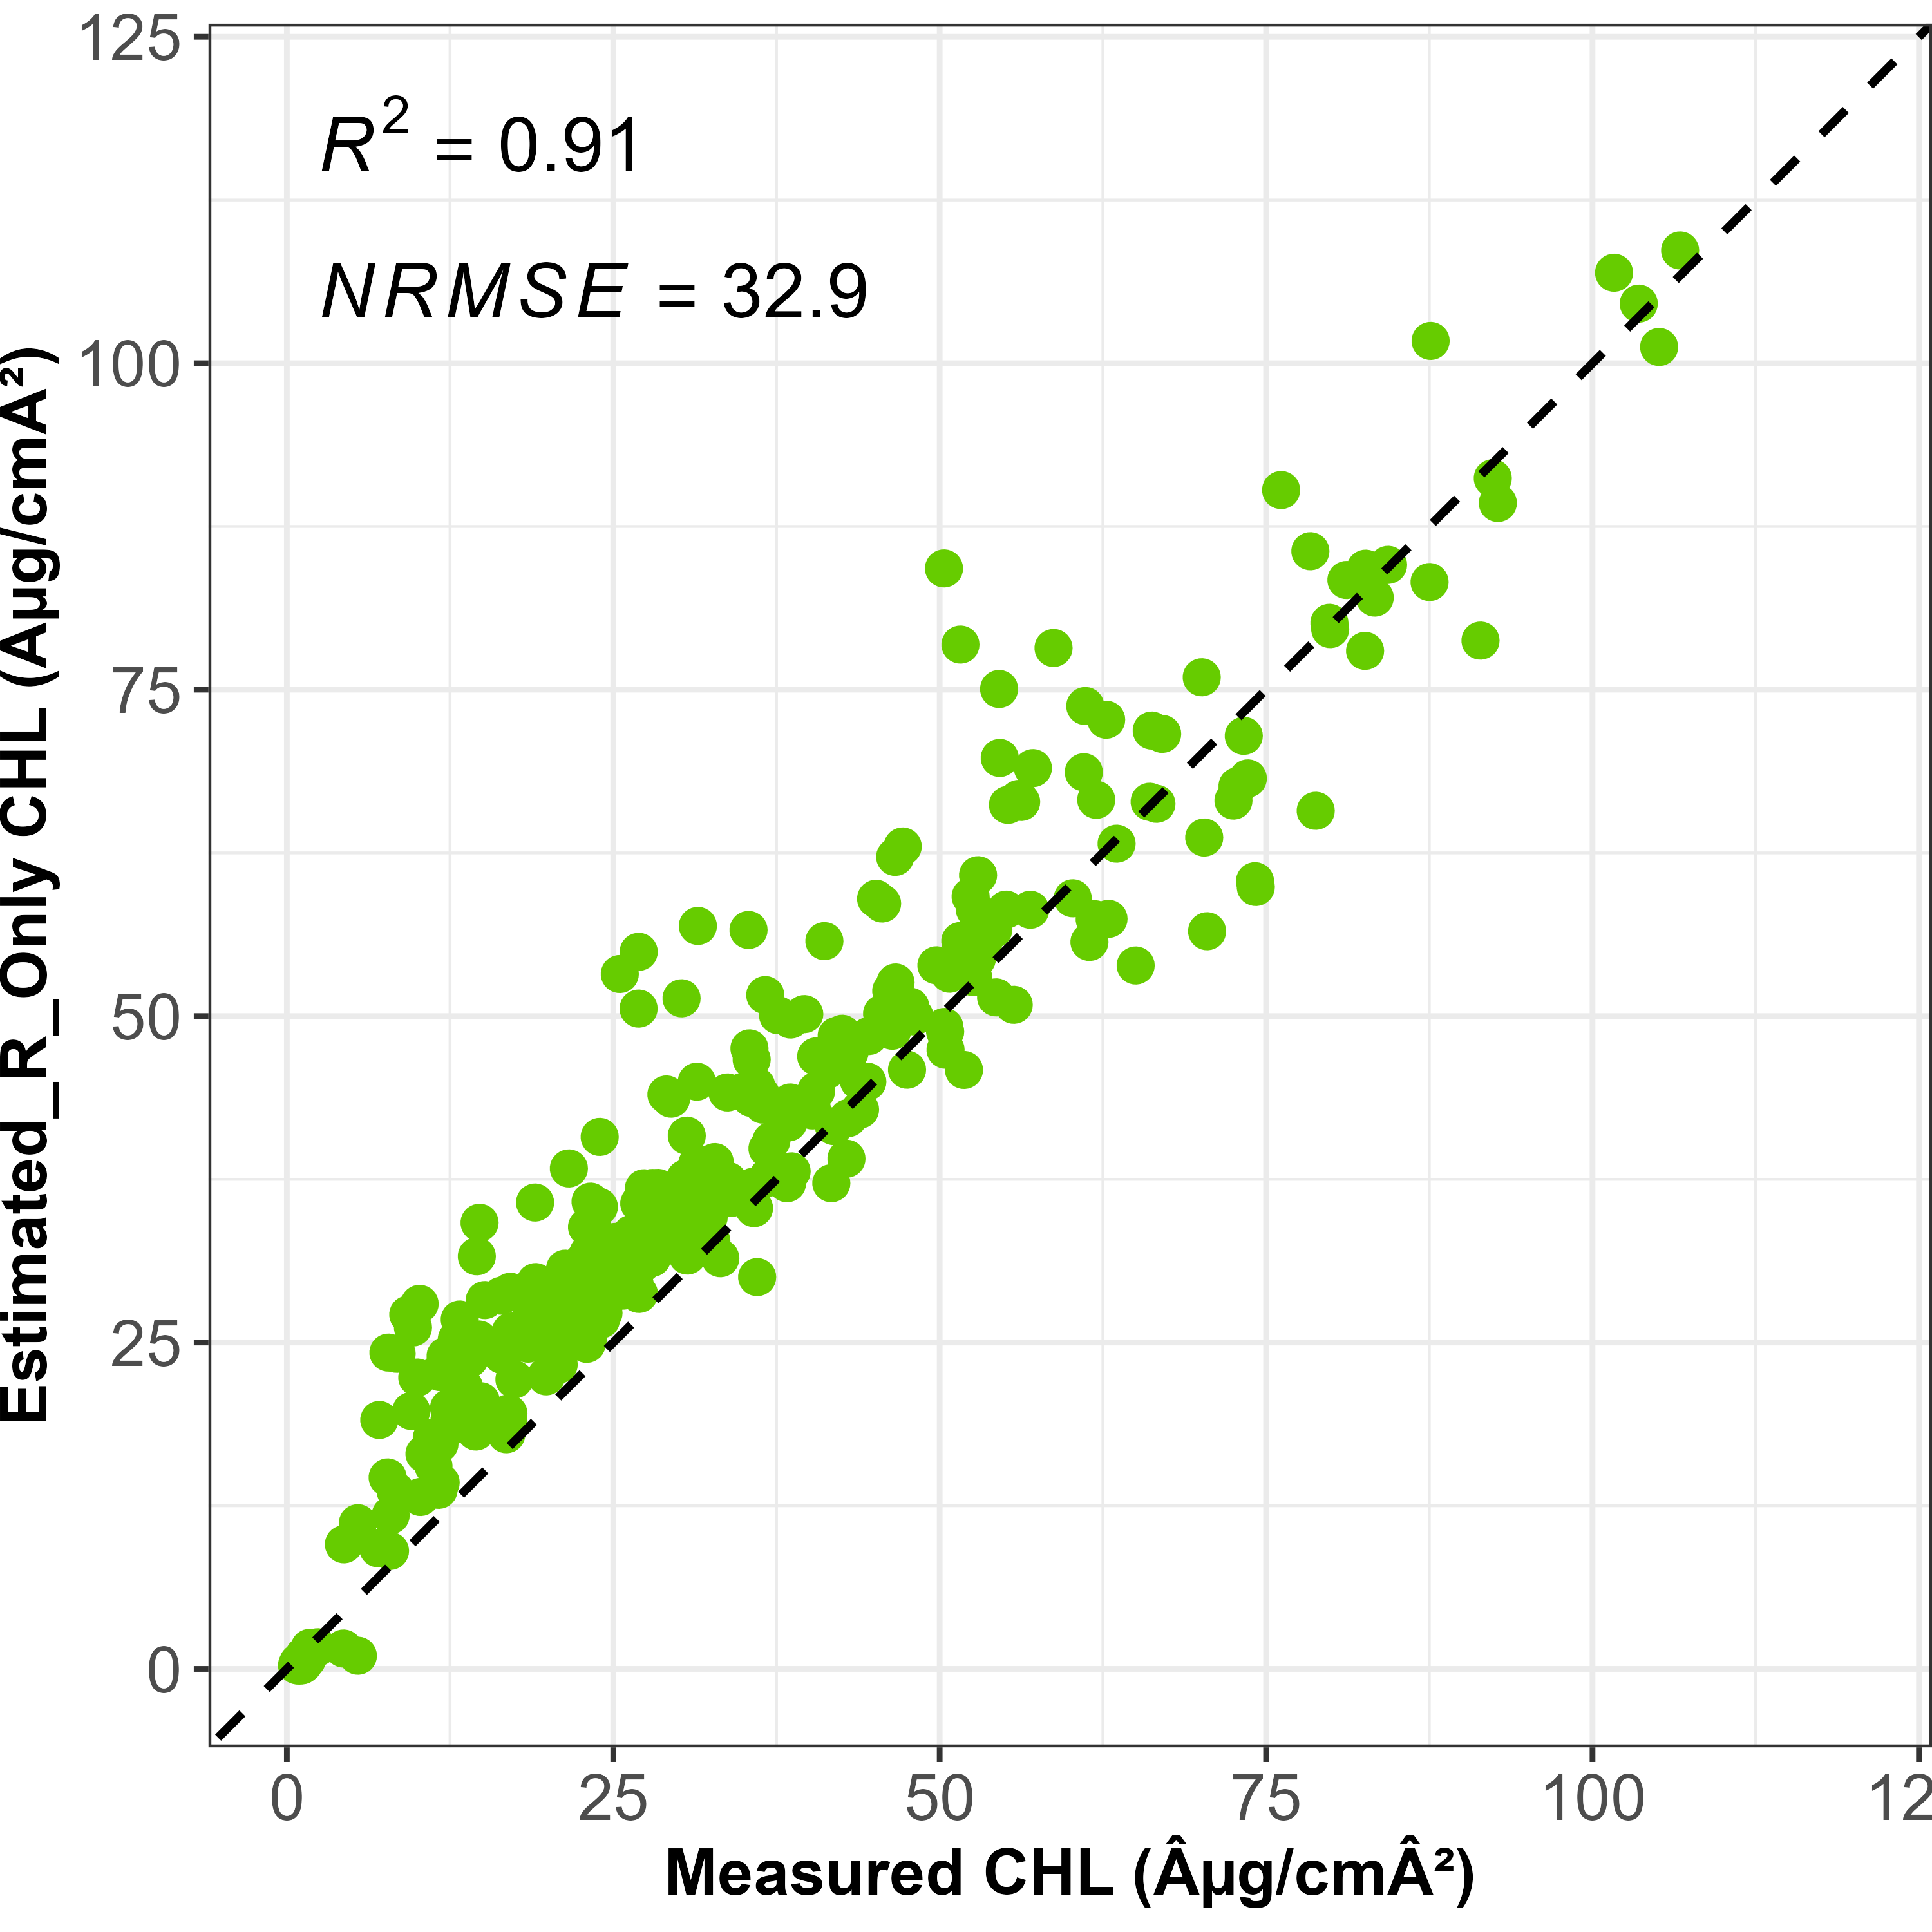 125
R² = 0.91
NRMSE = 32.9
100
75
50
25
0
Estimated_R_Only CHL (Âµg/cmÂ²)
0 25 50 75 100 12
Measured CHL (Âµg/cmÂ²)